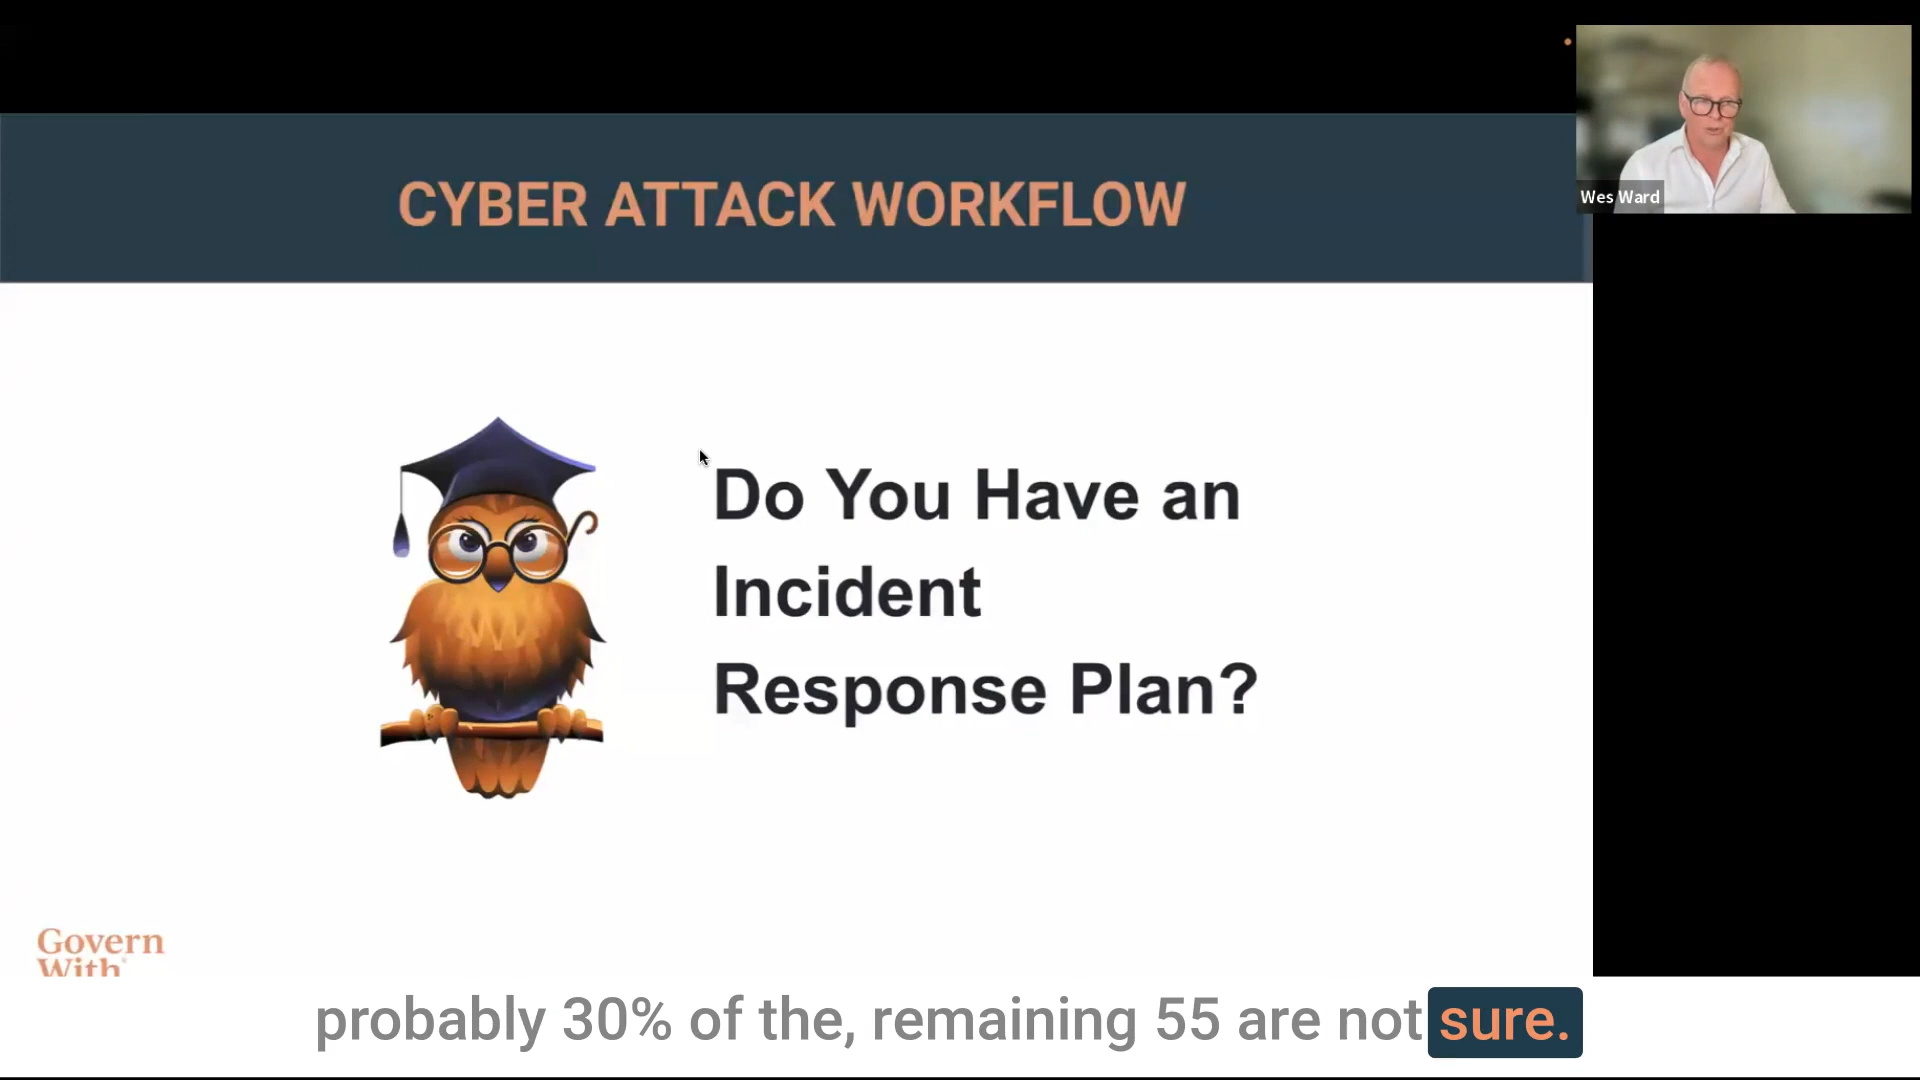 Wes Ward
CYBER ATTACK WORKFLOW
Do You Have an
Incident
Response Plan?
Govern
With
probably 30% of the, remaining 55 are not sure.